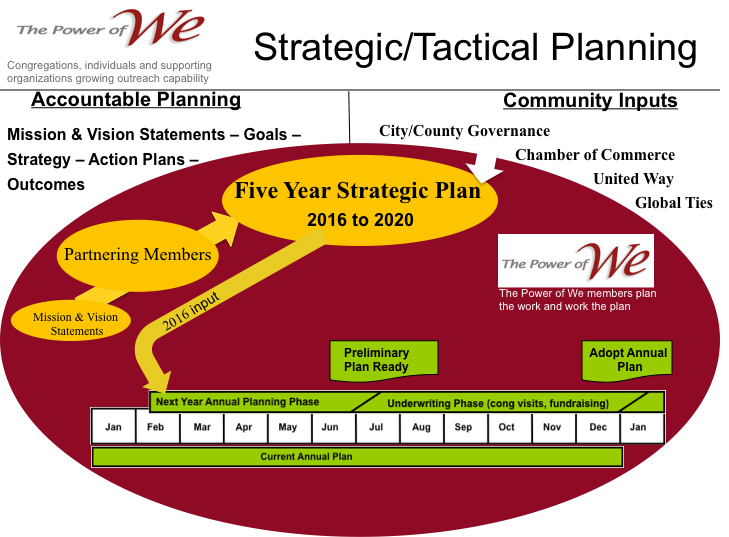 The Power of We
Congregations, individuals and supporting
organizations growing outreach capability
Strategic/Tactical Planning
Accountable Planning
Mission & Vision Statements – Goals –
Strategy – Action Plans –
Outcomes
Community Inputs
City/County Governance
Chamber of Commerce
United Way
Global Ties
Five Year Strategic Plan
2016 to 2020
Partnering Members
Mission & Vision
Statements
2016 input
The Power of We
The Power of We members plan
the work and work the plan
Preliminary
Plan Ready
Adopt Annual
Plan
Next Year Annual Planning Phase
Underwriting Phase (cong visits, fundraising)
Jan Feb Mar Apr May Jun Jul Aug Sep Oct Nov Dec Jan
Current Annual Plan